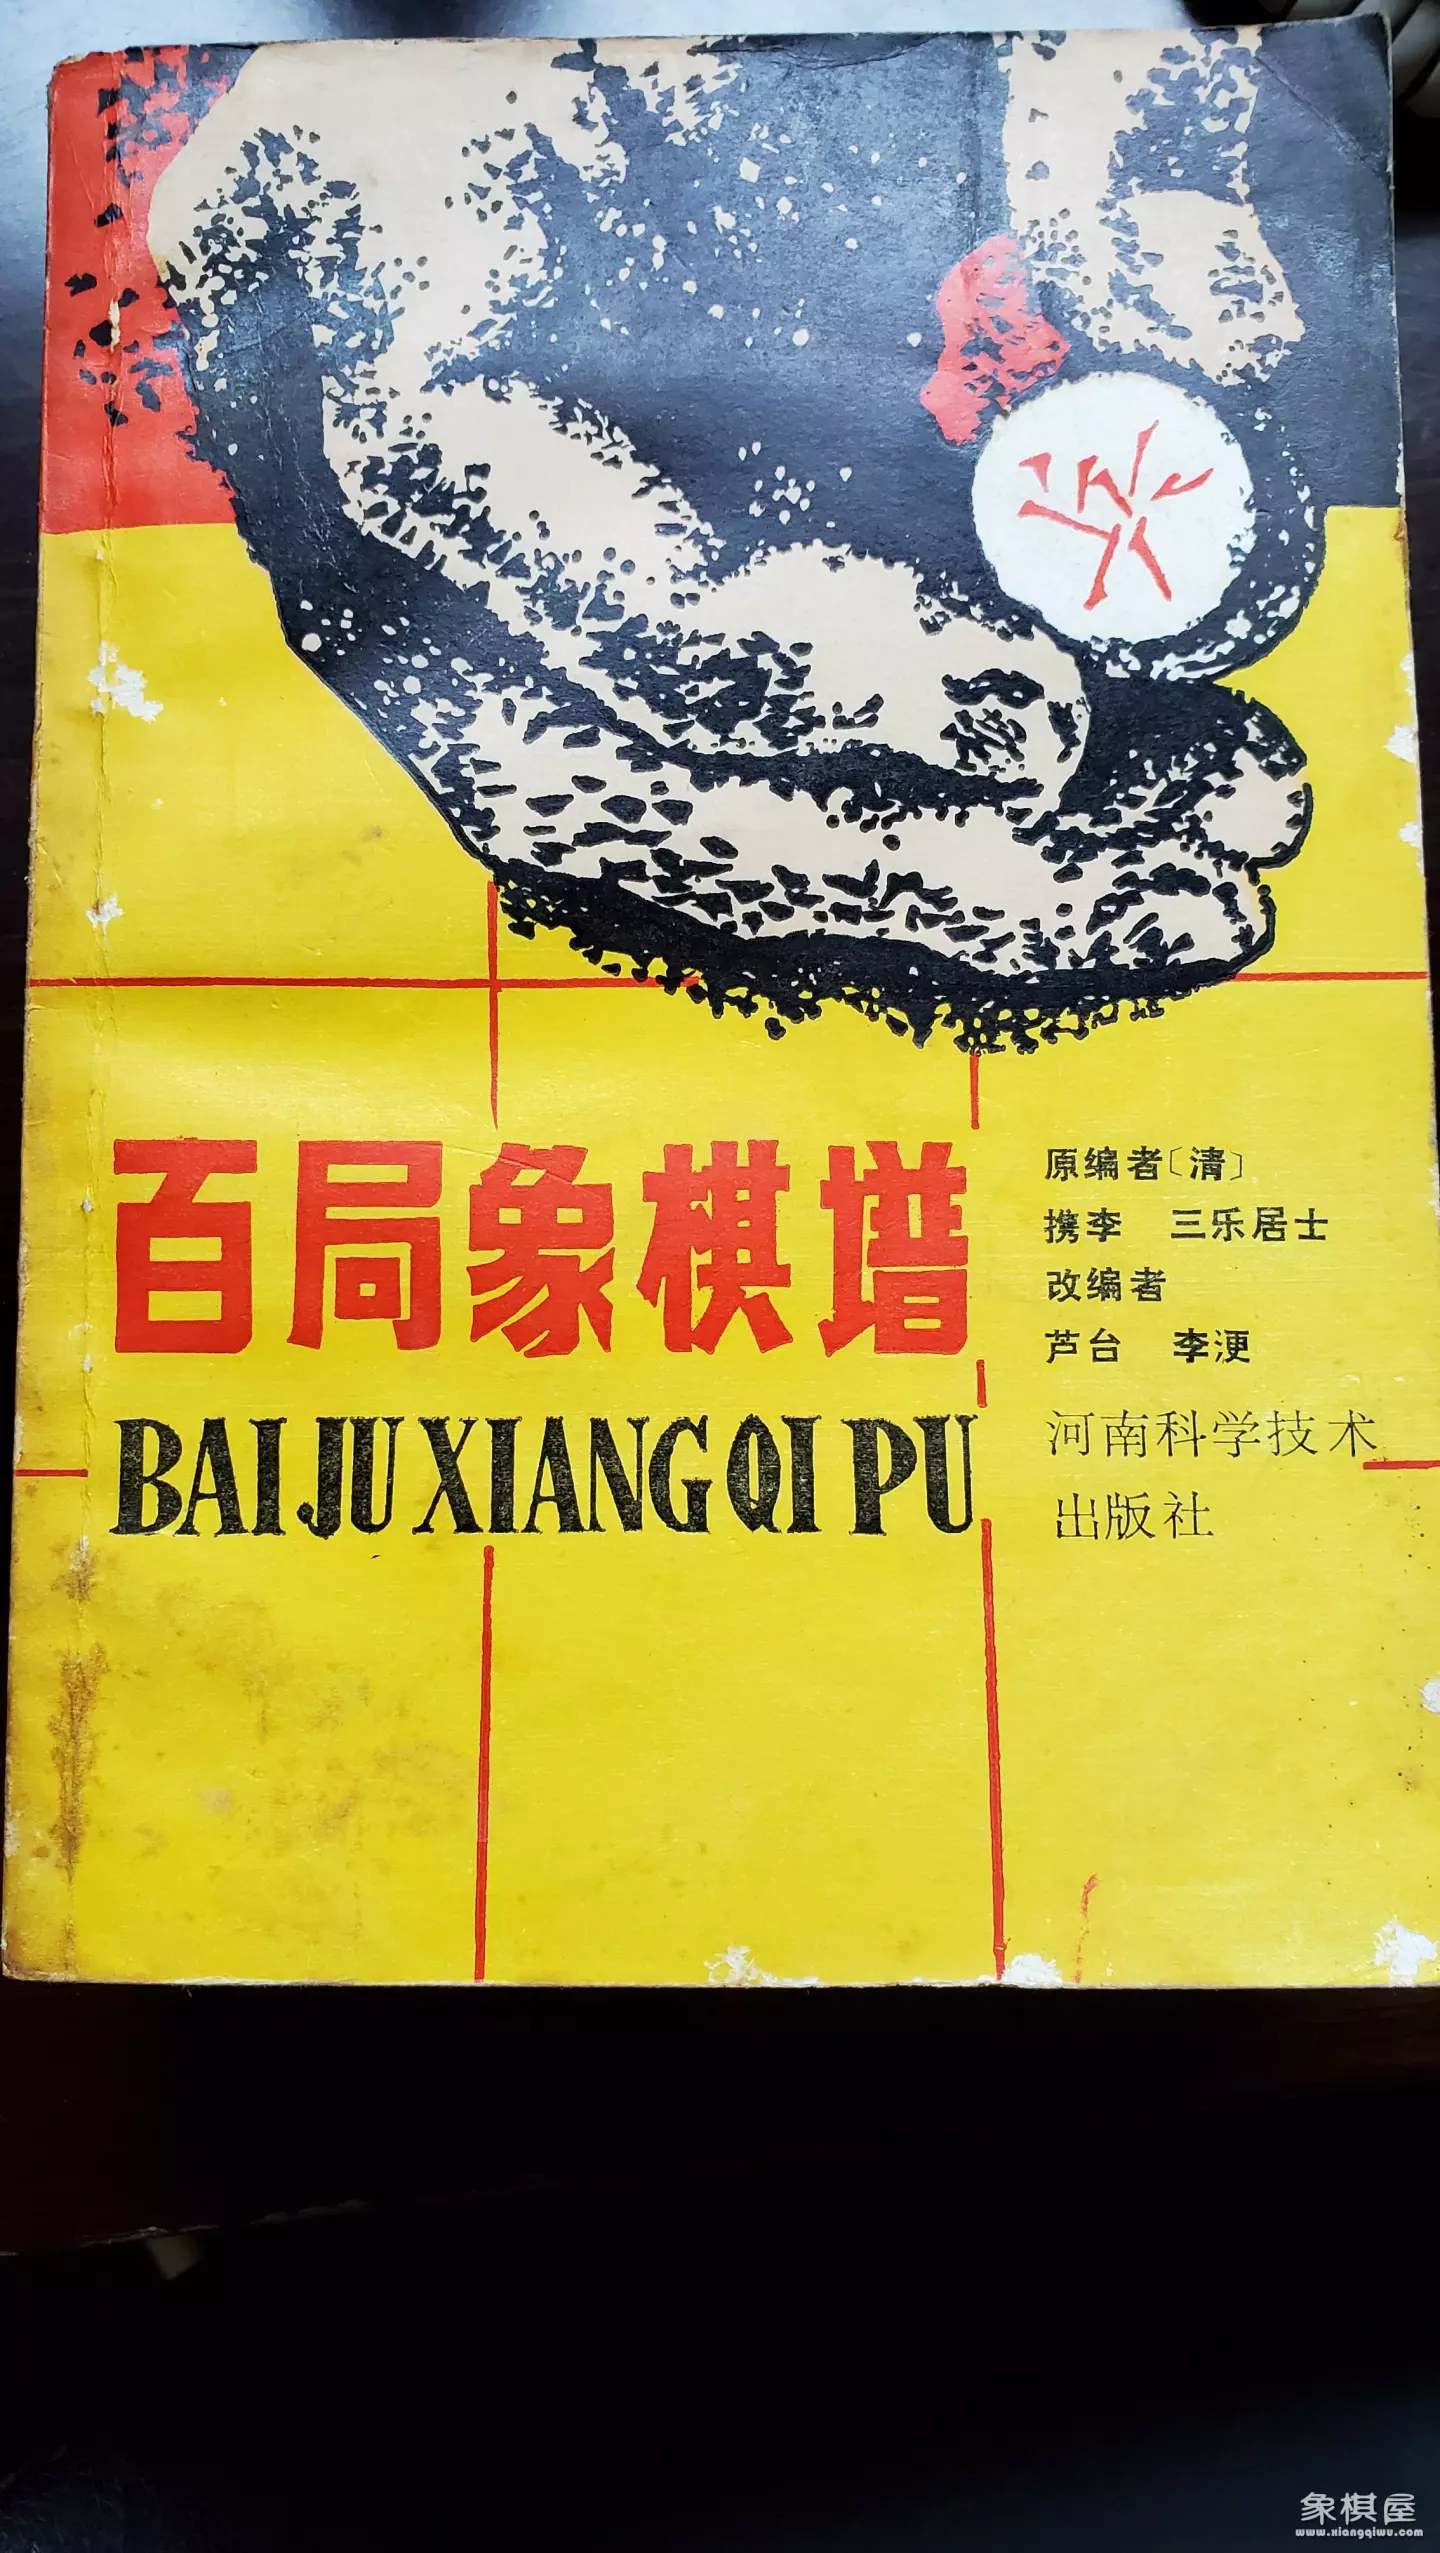 百局象棋谱
BAI JU XIANG QI PU
原编者〔清〕
携李 三乐居士
改编者
芦台 李浭
河南科学技术
出版社
象棋屋
www.xiangqiwu.com